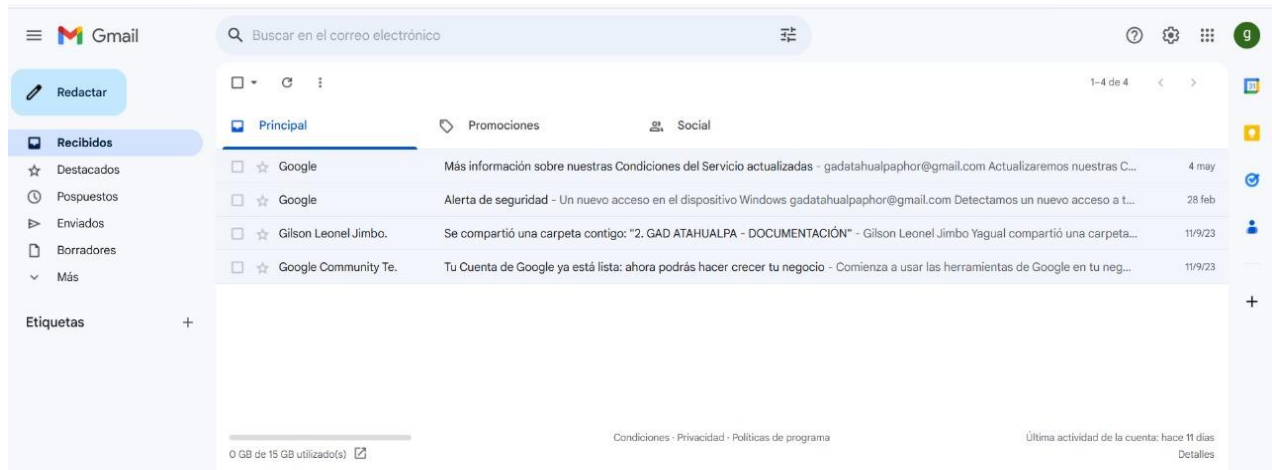 Gmail
Buscar en el correo electrónico
g
Redactar
1–4 de 4
31
Principal
Promociones
Social
Recibidos
Destacados
Pospuestos
Enviados
Borradores
Más
Etiquetas
Google Más información sobre nuestras Condiciones del Servicio actualizadas - gadatahualpaphor@gmail.com Actualizaremos nuestras C... 4 may
Google Alerta de seguridad - Un nuevo acceso en el dispositivo Windows gadatahualpaphor@gmail.com Detectamos un nuevo acceso a t... 28 feb
Gilson Leonel Jimbo. Se compartió una carpeta contigo: "2. GAD ATAHUALPA - DOCUMENTACIÓN" - Gilson Leonel Jimbo Yagual compartió una carpeta... 11/9/23
Google Community Te. Tu Cuenta de Google ya está lista: ahora podrás hacer crecer tu negocio - Comienza a usar las herramientas de Google en tu neg... 11/9/23
0 GB de 15 GB utilizado(s)
Condiciones · Privacidad · Políticas de programa
Última actividad de la cuenta: hace 11 días
Detalles